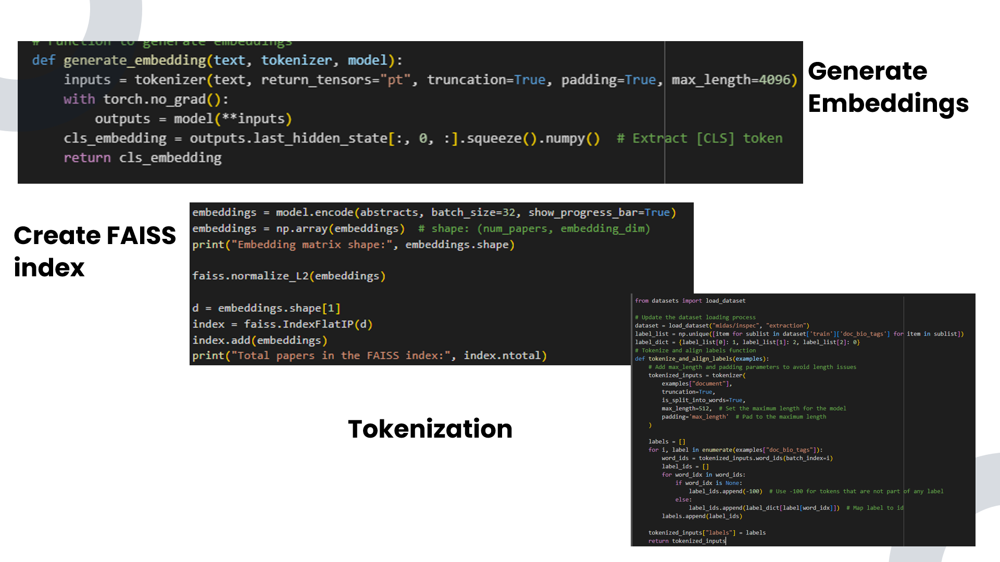 # Function to generate embeddings
def generate_embedding(text, tokenizer, model):
    inputs = tokenizer(text, return_tensors="pt", truncation=True, padding=True, max_length=4096)
    with torch.no_grad():
        outputs = model(**inputs)
    cls_embedding = outputs.last_hidden_state[:, 0, :].squeeze().numpy()  # Extract [CLS] token
    return cls_embedding
Generate
Embeddings
Create FAISS
index
embeddings = model.encode(abstracts, batch_size=32, show_progress_bar=True)
embeddings = np.array(embeddings)  # shape: (num_papers, embedding_dim)
print("Embedding matrix shape:", embeddings.shape)
faiss.normalize_L2(embeddings)
d = embeddings.shape[1]
index = faiss.IndexFlatIP(d)
index.add(embeddings)
print("Total papers in the FAISS index:", index.ntotal)
Tokenization
from datasets import load_dataset
# Update the dataset loading process
dataset = load_dataset("midas/inspec", "extraction")
label_list = np.unique([item for sublist in dataset['train']['doc_bio_tags'] for item in sublist])
label_dict = {label_list[0]: 1, label_list[1]: 2, label_list[2]: 0}
# Tokenize and align labels function
def tokenize_and_align_labels(examples):
    # Add max_length and padding parameters to avoid length issues
    tokenized_inputs = tokenizer(
        examples["document"],
        truncation=True,
        is_split_into_words=True,
        max_length=512,  # Set the maximum length for the model
        padding='max_length'  # Pad to the maximum length
    )
    labels = []
    for i, label in enumerate(examples["doc_bio_tags"]):
        word_ids = tokenized_inputs.word_ids(batch_index=i)
        label_ids = []
        for word_idx in word_ids:
            if word_idx is None:
                label_ids.append(-100)  # Use -100 for tokens that are not part of any label
            else:
                label_ids.append(label_dict[label[word_idx]])  # Map label to id
        labels.append(label_ids)
    tokenized_inputs["labels"] = labels
    return tokenized_inputs